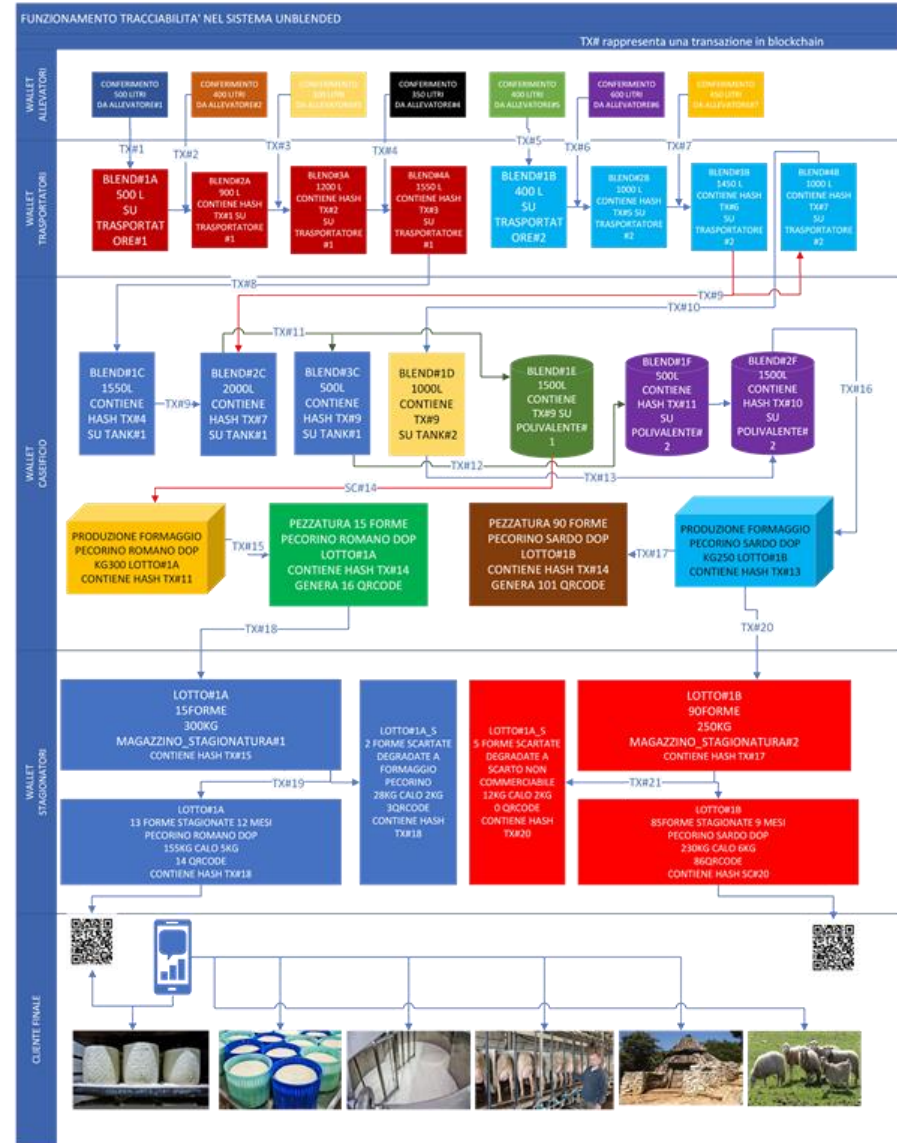 FUNZIONAMENTO TRACCIABILITA' NEL SISTEMA UNBLENDED
TX# rappresenta una transazione in blockchain
WALLET
ALLEVATORI
CONFERIMENTO
500 LITRI
DA ALLEVATORE#1
CONFERIMENTO
400 LITRI
DA ALLEVATORE#2
CONFERIMENTO
LITRI
DA
CONFERIMENTO
350 LITRI
DA ALLEVATORE#4
CONFERIMENTO
400 LITRI
DA ALLEVATORE#5
CONFERIMENTO
600 LITRI
DA ALLEVATORE#6
CONFERIMENTO
450 LITRI
DA ALLEVATORE#7
TX#1
TX#2
TX#3
TX#4
TX#5
TX#6
TX#7
WALLET
TRASPORTATORI
BLEND#1A
500 L
SU
TRASPORTAT
ORE#1
BLEND#2A
900 L
CONTIENE HASH
TX#1 SU
TRASPORTATORE
#1
BLEND#3A
1200 L
CONTIENE HASH
TX#2
SU
TRASPORTATORE
#1
BLEND#4A
1550 L
CONTIENE HASH
TX#3
SU
TRASPORTATORE
#1
BLEND#1B
400 L
SU
TRASPORTAT
ORE#2
BLEND#2B
1000 L
CONTIENE HASH
TX#5 SU
TRASPORTATORE
#2
BLEND#3B
1450 L
CONTIENE HASH
TX#6
SU
TRASPORTATORE
#2
BLEND#4B
1000 L
CONTIENE HASH
TX#7
SU
TRASPORTATORE
#2
TX#8
TX#9
TX#10
TX#11
WALLET
CASEIFICIO
BLEND#1C
1550L
CONTIENE
HASH TX#4
SU TANK#1
TX#9
BLEND#2C
2000L
CONTIENE
HASH TX#7
SU TANK#1
BLEND#3C
500L
CONTIENE
HASH TX#9
SU TANK#1
BLEND#1D
1000L
CONTIENE
TX#9
SU TANK#2
BLEND#1E
1500L
CONTIENE
TX#9 SU
POLIVALENTE#
1
BLEND#1F
500L
CONTIENE
HASH TX#11
SU
POLIVALENTE#
2
BLEND#2F
1500L
CONTIENE
HASH TX#10
SU
POLIVALENTE#
2
TX#16
TX#12
TX#13
SC#14
PRODUZIONE FORMAGGIO
PECORINO ROMANO DOP
KG300 LOTTO#1A
CONTIENE HASH TX#11
TX#15
PEZZATURA 15 FORME
PECORINO ROMANO DOP
LOTTO#1A
CONTIENE HASH TX#14
GENERA 16 QRCODE
PEZZATURA 90 FORME
PECORINO SARDO DOP
LOTTO#1B
CONTIENE HASH TX#14
GENERA 101 QRCODE
TX#17
PRODUZIONE FORMAGGIO
PECORINO SARDO DOP
KG250 LOTTO#1B
CONTIENE HASH TX#13
TX#18
TX#20
WALLET
STAGIONATORI
LOTTO#1A
15FORME
300KG
MAGAZZINO_STAGIONATURA#1
CONTIENE HASH TX#15
LOTTO#1A_S
2 FORME SCARTATE
DEGRADATE A
FORMAGGIO
PECORINO
28KG CALO 2KG
3QRCODE
CONTIENE HASH
TX#18
LOTTO#1A_S
5 FORME SCARTATE
DEGRADATE A
SCARTO NON
COMMERCIABILE
12KG CALO 2KG
0 QRCODE
CONTIENE HASH
TX#20
LOTTO#1B
90FORME
250KG
MAGAZZINO_STAGIONATURA#2
CONTIENE HASH TX#17
TX#19
TX#21
LOTTO#1A
13 FORME STAGIONATE 12 MESI
PECORINO ROMANO DOP
155KG CALO 5KG
14 QRCODE
CONTIENE HASH TX#18
LOTTO#1B
85FORME STAGIONATE 9 MESI
PECORINO SARDO DOP
230KG CALO 6KG
86QRCODE
CONTIENE HASH SC#20
CLIENTE FINALE